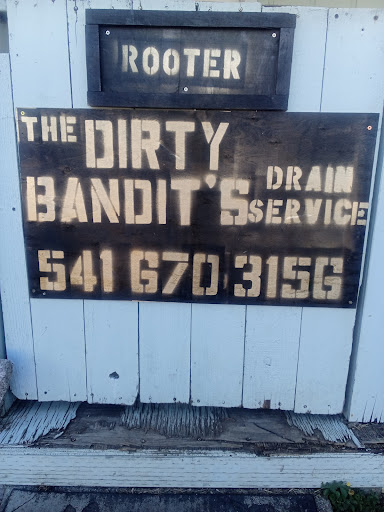 ROOTER
THE DIRTY
BANDIT'S DRAIN SERVICE
541 670 3156